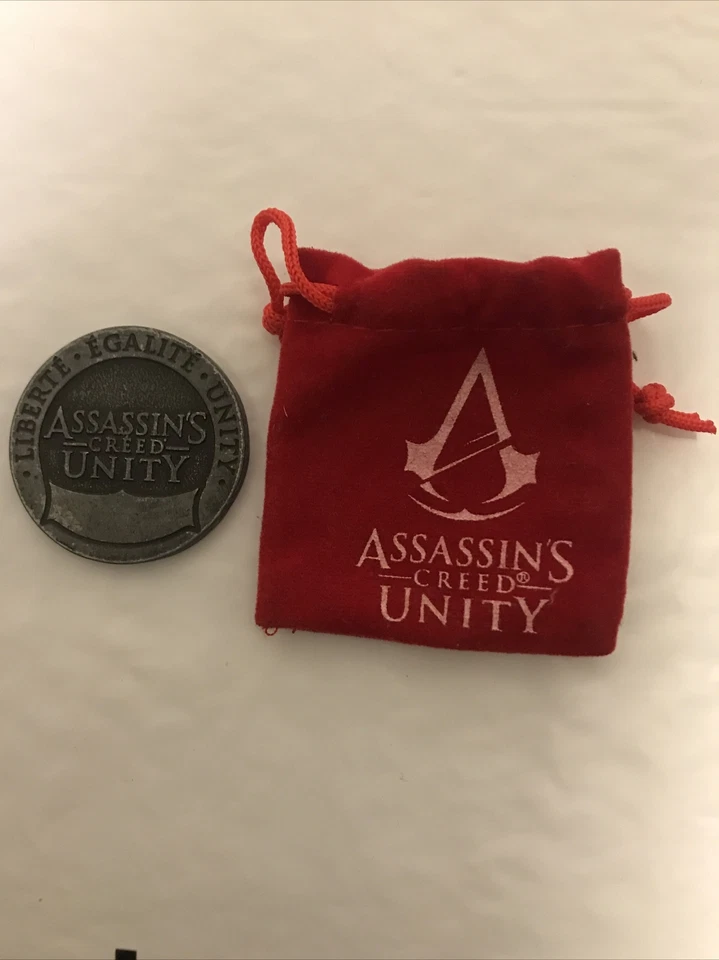 · LIBERTÉ · ÉGALITÉ · UNITY ·
ASSASSIN'S
CREED
UNITY
ASSASSIN'S
CREED®
UNITY